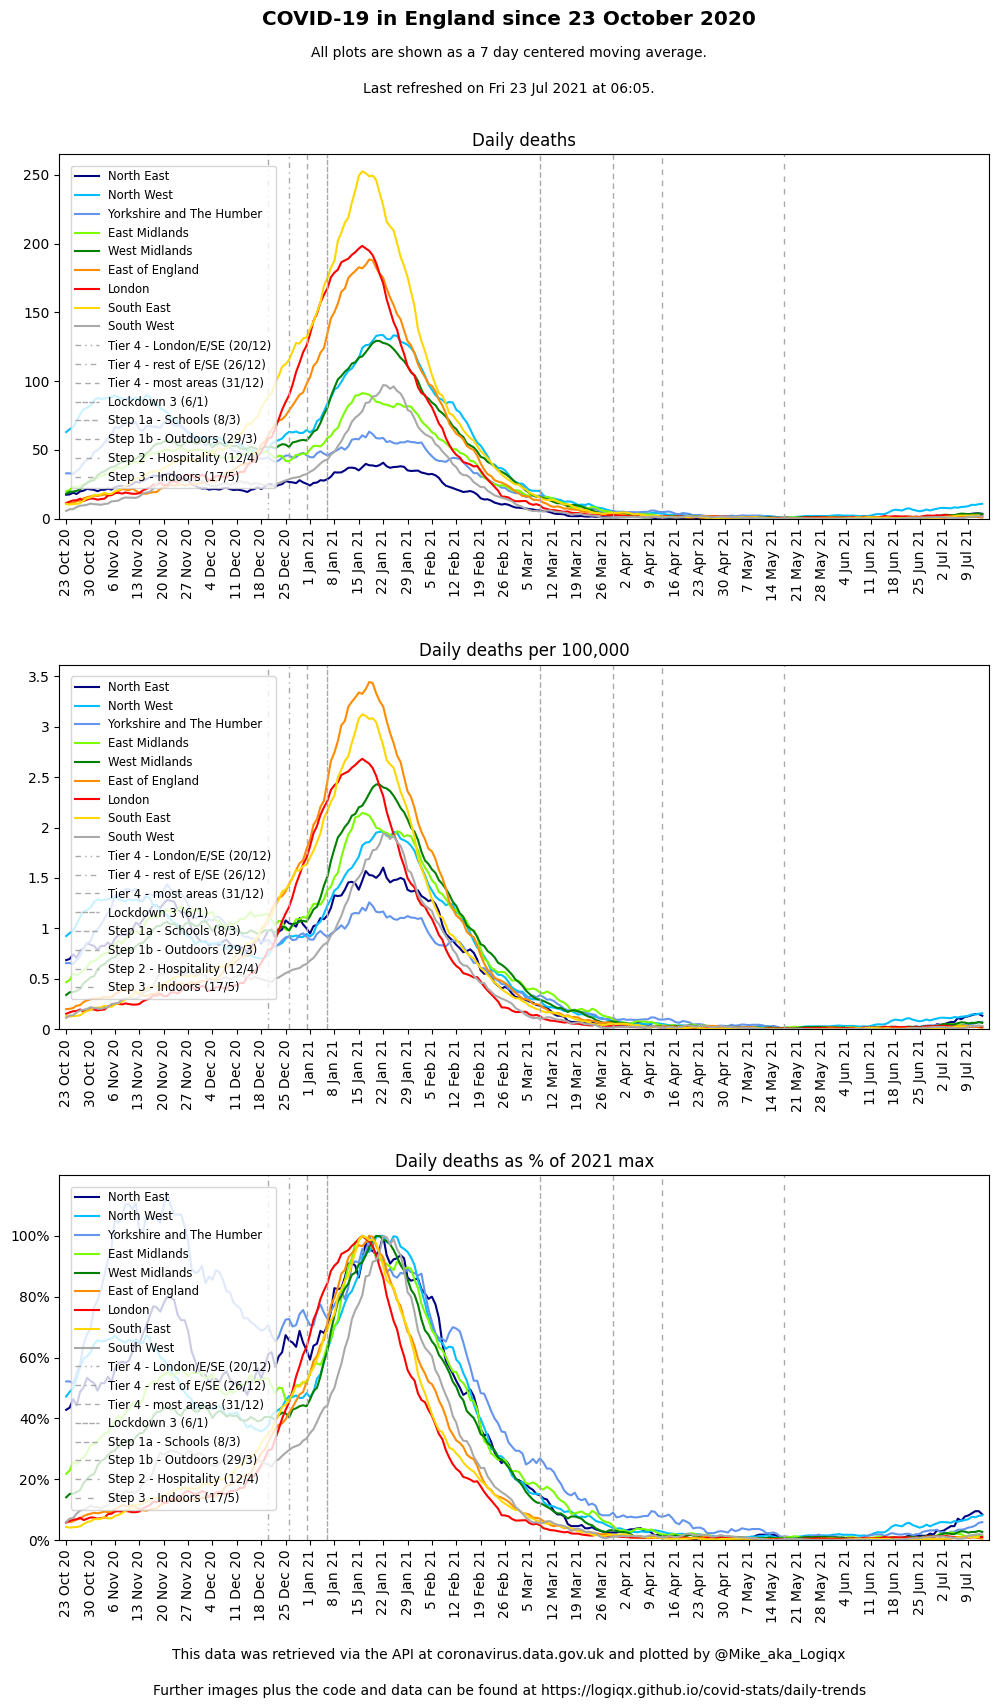 COVID-19 in England since 23 October 2020
All plots are shown as a 7 day centered moving average.
Last refreshed on Fri 23 Jul 2021 at 06:05.
Daily deaths
250
200
150
100
50
0
North East
North West
Yorkshire and The Humber
East Midlands
West Midlands
East of England
London
South East
South West
Tier 4 - London/E/SE (20/12)
Tier 4 - rest of E/SE (26/12)
Tier 4 - most areas (31/12)
Lockdown 3 (6/1)
Step 1a - Schools (8/3)
Step 1b - Outdoors (29/3)
Step 2 - Hospitality (12/4)
Step 3 - Indoors (17/5)
23 Oct 20
30 Oct 20
6 Nov 20
13 Nov 20
20 Nov 20
27 Nov 20
4 Dec 20
11 Dec 20
18 Dec 20
25 Dec 20
1 Jan 21
8 Jan 21
15 Jan 21
22 Jan 21
29 Jan 21
5 Feb 21
12 Feb 21
19 Feb 21
26 Feb 21
5 Mar 21
12 Mar 21
19 Mar 21
26 Mar 21
2 Apr 21
9 Apr 21
16 Apr 21
23 Apr 21
30 Apr 21
7 May 21
14 May 21
21 May 21
28 May 21
4 Jun 21
11 Jun 21
18 Jun 21
25 Jun 21
2 Jul 21
9 Jul 21
Daily deaths per 100,000
3.5
3
2.5
2
1.5
1
0.5
0
North East
North West
Yorkshire and The Humber
East Midlands
West Midlands
East of England
London
South East
South West
Tier 4 - London/E/SE (20/12)
Tier 4 - rest of E/SE (26/12)
Tier 4 - most areas (31/12)
Lockdown 3 (6/1)
Step 1a - Schools (8/3)
Step 1b - Outdoors (29/3)
Step 2 - Hospitality (12/4)
Step 3 - Indoors (17/5)
23 Oct 20
30 Oct 20
6 Nov 20
13 Nov 20
20 Nov 20
27 Nov 20
4 Dec 20
11 Dec 20
18 Dec 20
25 Dec 20
1 Jan 21
8 Jan 21
15 Jan 21
22 Jan 21
29 Jan 21
5 Feb 21
12 Feb 21
19 Feb 21
26 Feb 21
5 Mar 21
12 Mar 21
19 Mar 21
26 Mar 21
2 Apr 21
9 Apr 21
16 Apr 21
23 Apr 21
30 Apr 21
7 May 21
14 May 21
21 May 21
28 May 21
4 Jun 21
11 Jun 21
18 Jun 21
25 Jun 21
2 Jul 21
9 Jul 21
Daily deaths as % of 2021 max
100%
80%
60%
40%
20%
0%
North East
North West
Yorkshire and The Humber
East Midlands
West Midlands
East of England
London
South East
South West
Tier 4 - London/E/SE (20/12)
Tier 4 - rest of E/SE (26/12)
Tier 4 - most areas (31/12)
Lockdown 3 (6/1)
Step 1a - Schools (8/3)
Step 1b - Outdoors (29/3)
Step 2 - Hospitality (12/4)
Step 3 - Indoors (17/5)
23 Oct 20
30 Oct 20
6 Nov 20
13 Nov 20
20 Nov 20
27 Nov 20
4 Dec 20
11 Dec 20
18 Dec 20
25 Dec 20
1 Jan 21
8 Jan 21
15 Jan 21
22 Jan 21
29 Jan 21
5 Feb 21
12 Feb 21
19 Feb 21
26 Feb 21
5 Mar 21
12 Mar 21
19 Mar 21
26 Mar 21
2 Apr 21
9 Apr 21
16 Apr 21
23 Apr 21
30 Apr 21
7 May 21
14 May 21
21 May 21
28 May 21
4 Jun 21
11 Jun 21
18 Jun 21
25 Jun 21
2 Jul 21
9 Jul 21
This data was retrieved via the API at coronavirus.data.gov.uk and plotted by @Mike_aka_Logiqx
Further images plus the code and data can be found at https://logiqx.github.io/covid-stats/daily-trends